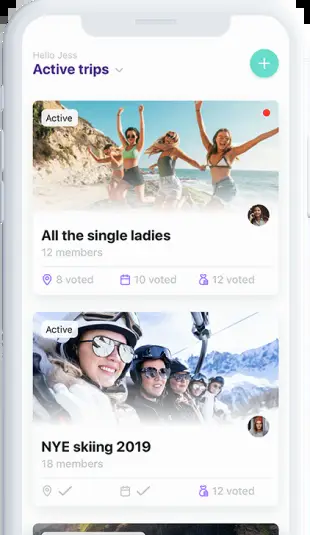 Hello Jess
Active trips
Active
All the single ladies
12 members
8 voted 10 voted 12 voted
Active
NYE skiing 2019
18 members
12 voted